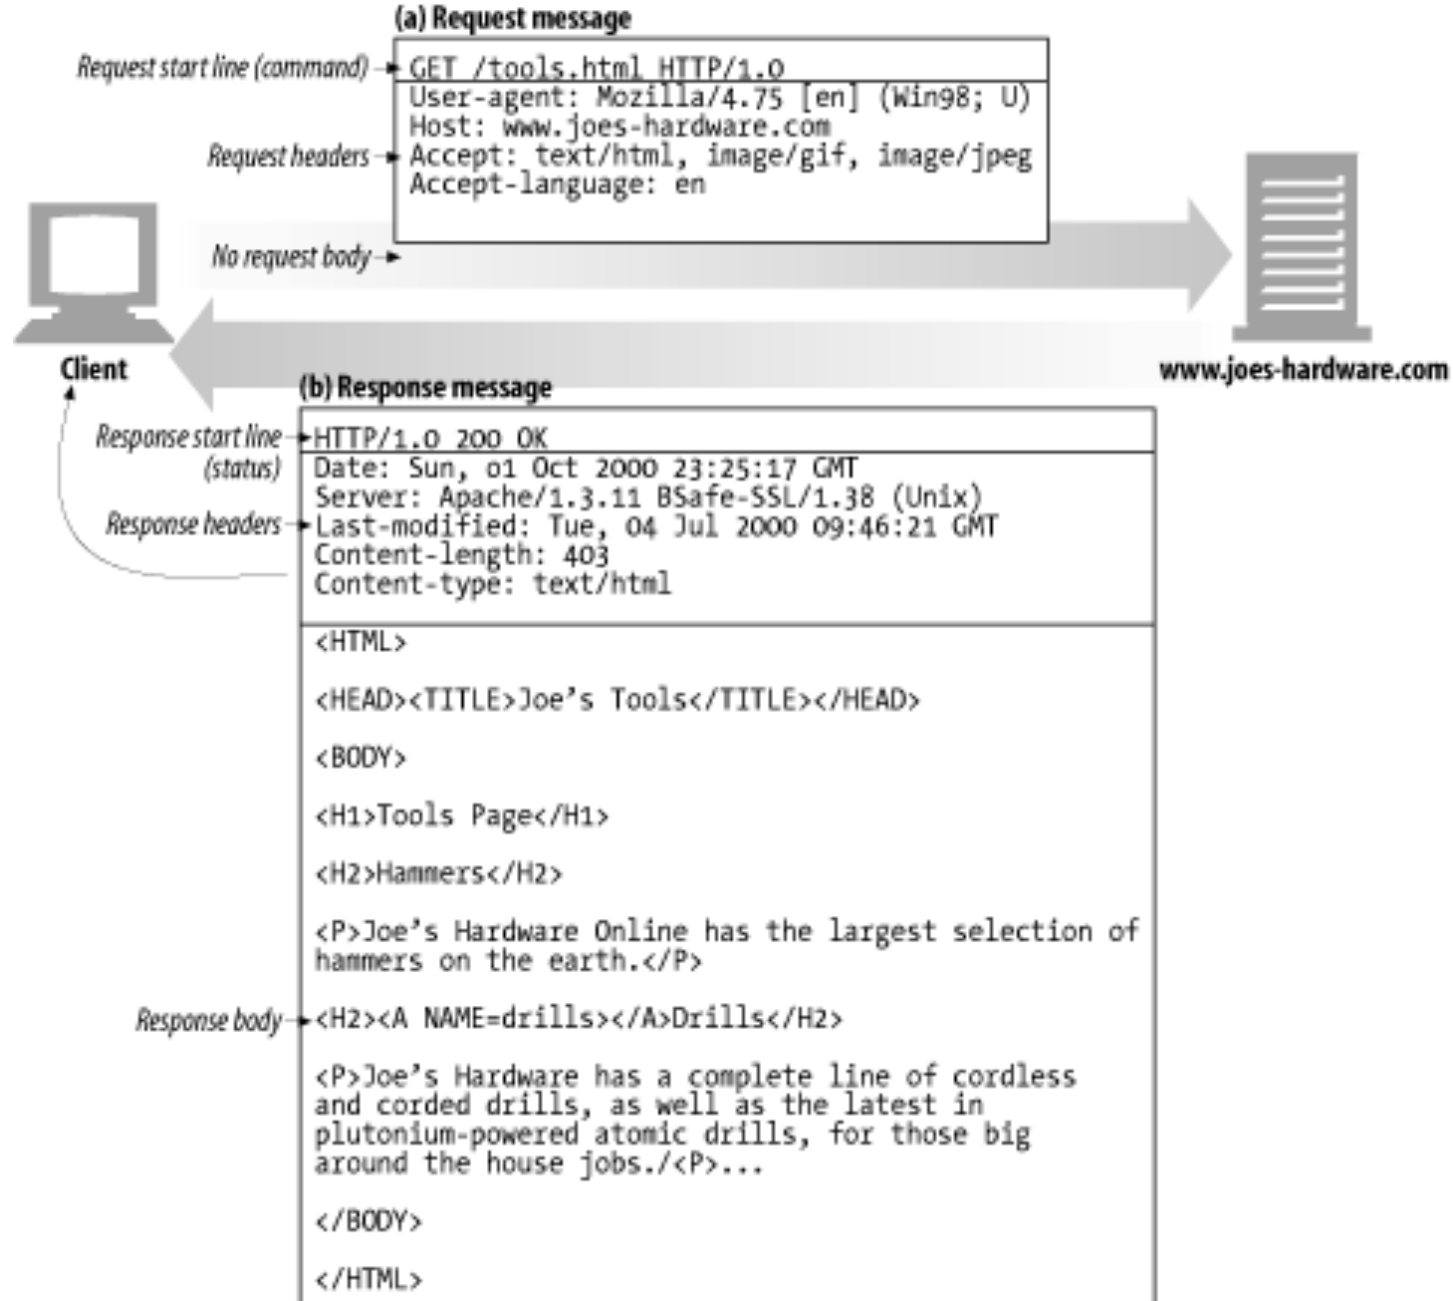 (a) Request message
Request start line (command)
GET /tools.html HTTP/1.0
User-agent: Mozilla/4.75 [en] (Win98; U)
Host: www.joes-hardware.com
Request headers
Accept: text/html, image/gif, image/jpeg
Accept-language: en
No request body
Client
www.joes-hardware.com
(b) Response message
Response start line
(status)
HTTP/1.0 200 OK
Date: Sun, 01 Oct 2000 23:25:17 GMT
Server: Apache/1.3.11 BSafe-SSL/1.38 (Unix)
Response headers
Last-modified: Tue, 04 Jul 2000 09:46:21 GMT
Content-length: 403
Content-type: text/html
<HTML>
<HEAD><TITLE>Joe's Tools</TITLE></HEAD>
<BODY>
<H1>Tools Page</H1>
<H2>Hammers</H2>
<P>Joe's Hardware Online has the largest selection of
hammers on the earth.</P>
Response body
<H2><A NAME=drills></A>Drills</H2>
<P>Joe's Hardware has a complete line of cordless
and corded drills, as well as the latest in
plutonium-powered atomic drills, for those big
around the house jobs./<P>...
</BODY>
</HTML>